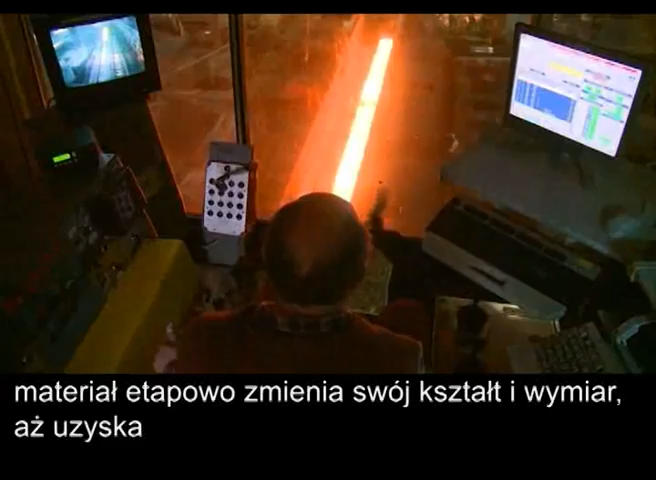 materiał etapowo zmienia swój kształt i wymiar,
aż uzyska